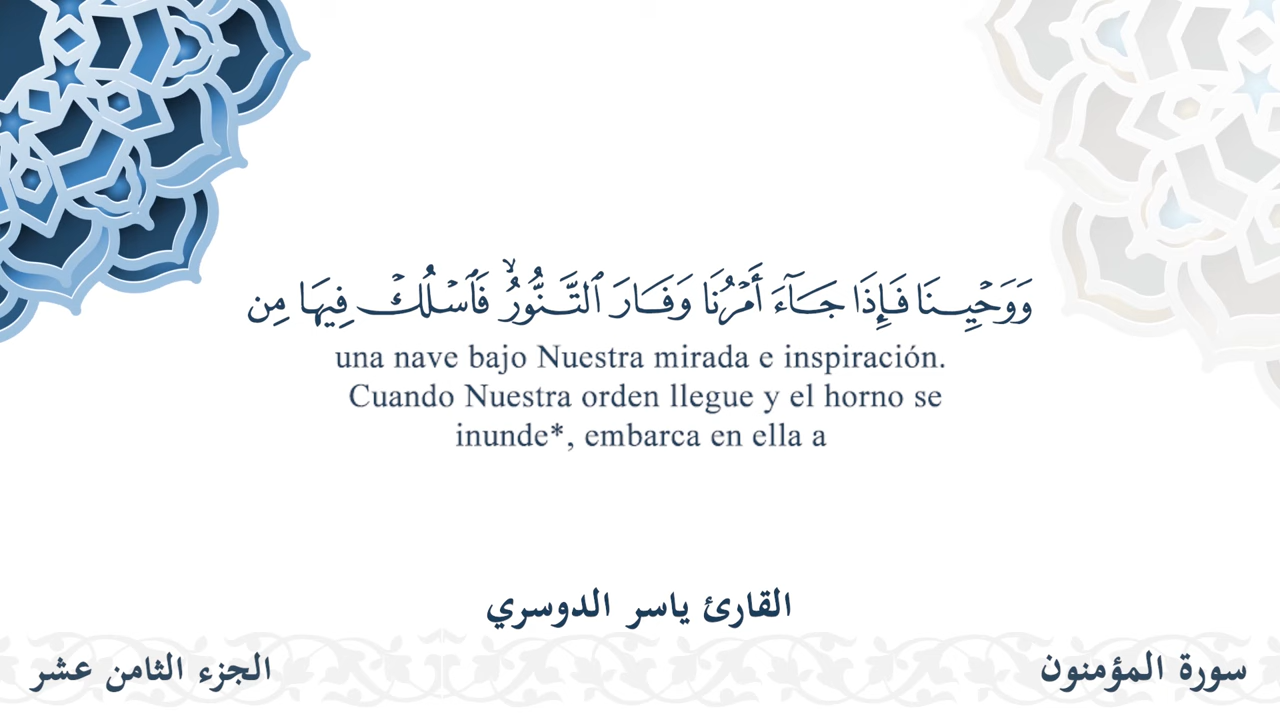 وَوَحۡيِنَا فَإِذَا جَآءَ أَمۡرُنَا وَفَارَ ٱلتَّنُّورُ ۙ فَٱسۡلُكۡ فِيهَا مِن
una nave bajo Nuestra mirada e inspiración.
Cuando Nuestra orden llegue y el horno se
inunde*, embarca en ella a
القارئ ياسر الدوسري
سورة المؤمنون
الجزء الثامن عشر